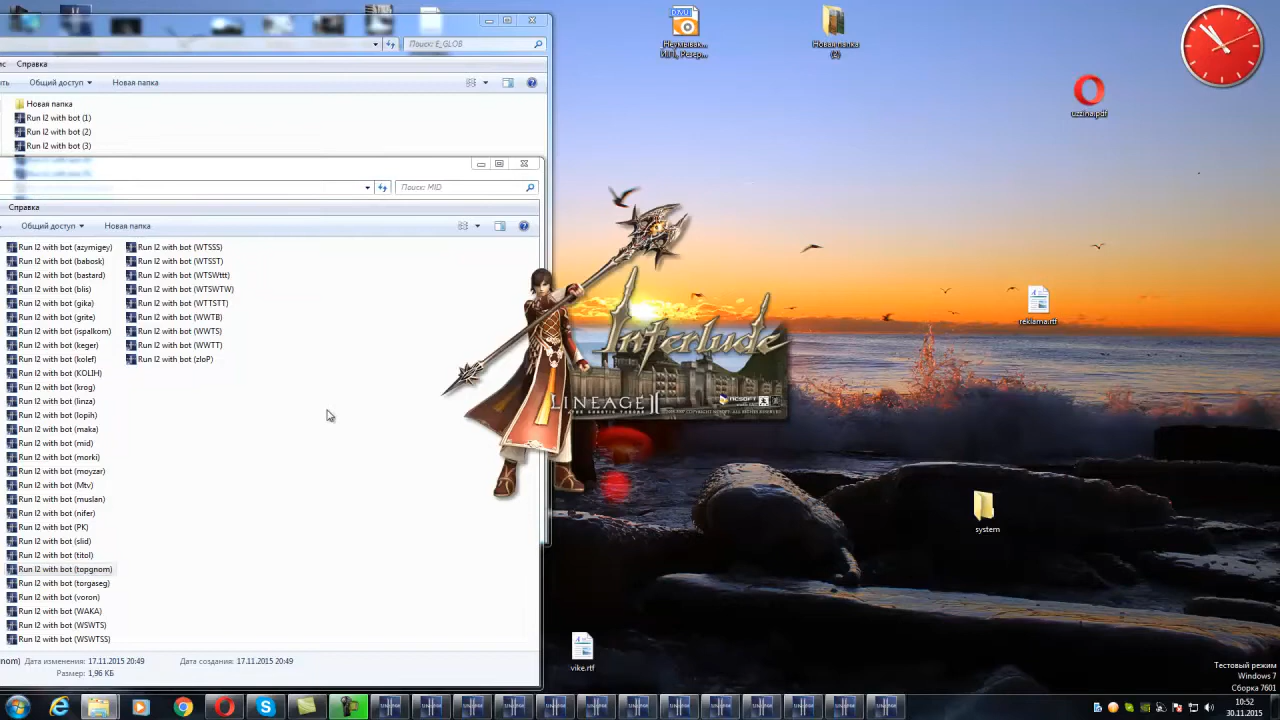 Поиск: E_GLOB
Справка
Общий доступ
Новая папка
Новая папка
Run l2 with bot (1)
Run l2 with bot (2)
Run l2 with bot (3)
Поиск: MID
Справка
Общий доступ
Новая папка
Run l2 with bot (azymigey)
Run l2 with bot (babosk)
Run l2 with bot (bastard)
Run l2 with bot (blis)
Run l2 with bot (gika)
Run l2 with bot (grite)
Run l2 with bot (ispalkom)
Run l2 with bot (keger)
Run l2 with bot (kolef)
Run l2 with bot (KOLIH)
Run l2 with bot (krog)
Run l2 with bot (linza)
Run l2 with bot (lopih)
Run l2 with bot (maka)
Run l2 with bot (mid)
Run l2 with bot (morki)
Run l2 with bot (moyzar)
Run l2 with bot (Mtv)
Run l2 with bot (muslan)
Run l2 with bot (nifer)
Run l2 with bot (PK)
Run l2 with bot (slid)
Run l2 with bot (titol)
Run l2 with bot (topgnom)
Run l2 with bot (torgaseg)
Run l2 with bot (voron)
Run l2 with bot (WAKA)
Run l2 with bot (WSWTS)
Run l2 with bot (WSWTSS)
Run l2 with bot (WTSSS)
Run l2 with bot (WTSST)
Run l2 with bot (WTSWttt)
Run l2 with bot (WTSWTW)
Run l2 with bot (WTTSTT)
Run l2 with bot (WWTB)
Run l2 with bot (WWTS)
Run l2 with bot (WWTT)
Run l2 with bot (zloP)
nom) Дата изменения: 17.11.2015 20:49 Дата создания: 17.11.2015 20:49
Размер: 1,96 КБ
DJVU
Неумывак...
И.П., Резер...
Новая папка
(2)
uzzina.pdf
reklama.rtf
Interlude
LINEAGE II
THE CHAOTIC THRONE
NCSOFT
system
vike.rtf
Тестовый режим
Windows 7
Сборка 7601
10:52
30.11.2015